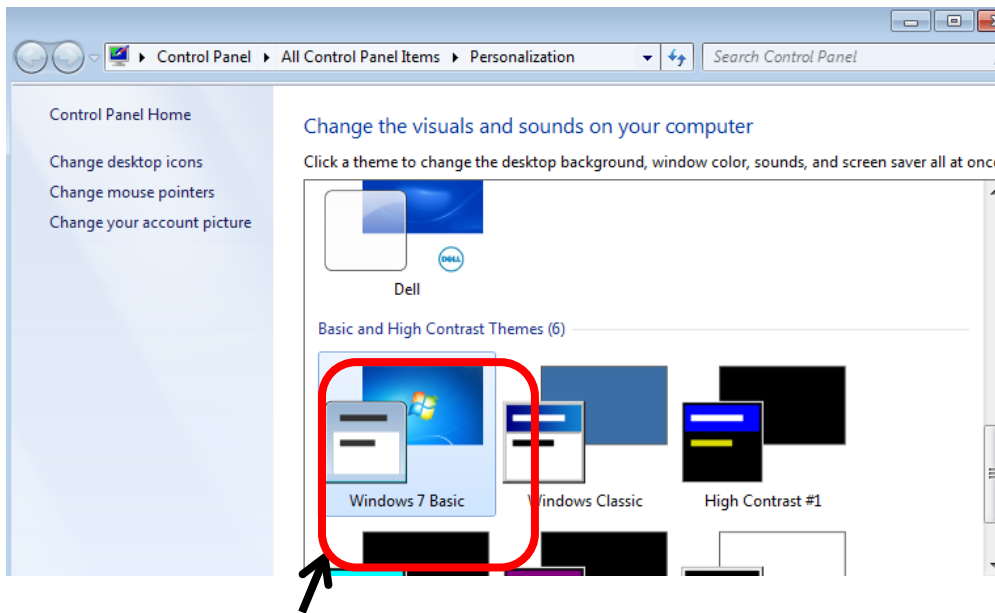 Control Panel All Control Panel Items Personalization Search Control Panel
Control Panel Home
Change desktop icons
Change mouse pointers
Change your account picture
Change the visuals and sounds on your computer
Click a theme to change the desktop background, window color, sounds, and screen saver all at once
DELL
Dell
Basic and High Contrast Themes (6)
Windows 7 Basic Windows Classic High Contrast #1